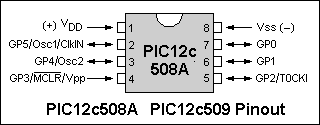 (+) VDD 1 PIC12c 508A 8 Vss (−)
GP5/Osc1/ClkIN 2 7 GP0
GP4/Osc2 3 6 GP1
GP3/MCLR/Vpp 4 5 GP2/T0CKI
PIC12c508A PIC12c509 Pinout